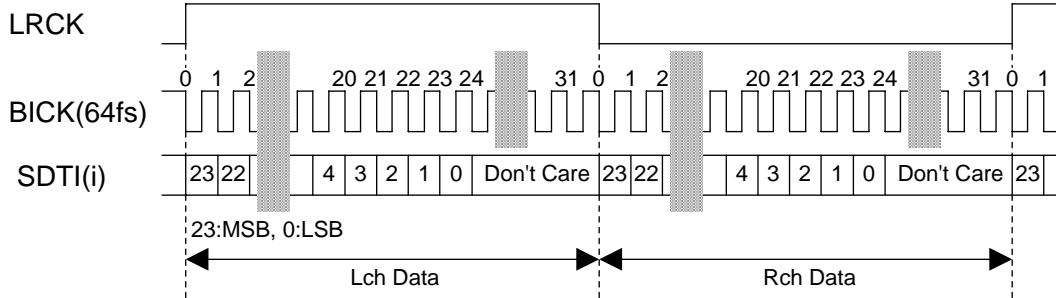 LRCK
0 1 2 20 21 22 23 24 31 0 1 2 20 21 22 23 24 31 0 1
BICK(64fs)
SDTI(i) 23 22 4 3 2 1 0 Don't Care 23 22 4 3 2 1 0 Don't Care 23
23:MSB, 0:LSB
Lch Data Rch Data